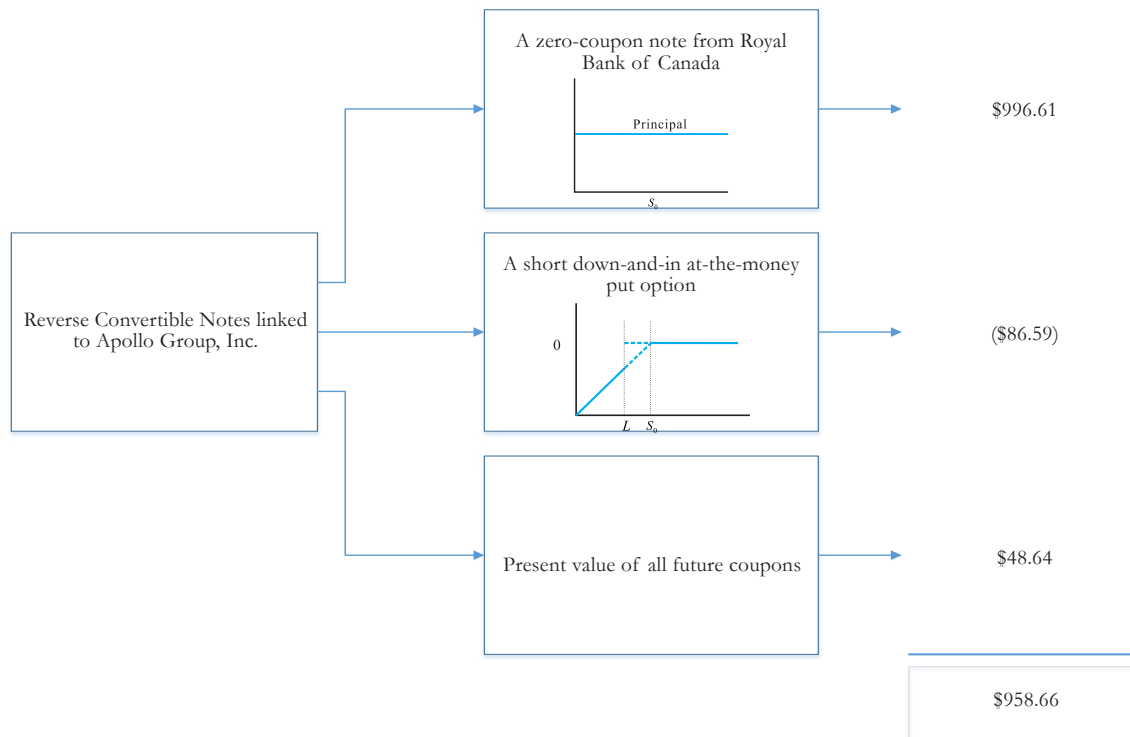 A zero-coupon note from Royal
Bank of Canada
Principal
S₀
$996.61
Reverse Convertible Notes linked
to Apollo Group, Inc.
A short down-and-in at-the-money
put option
0
L S₀
($86.59)
Present value of all future coupons
$48.64
$958.66